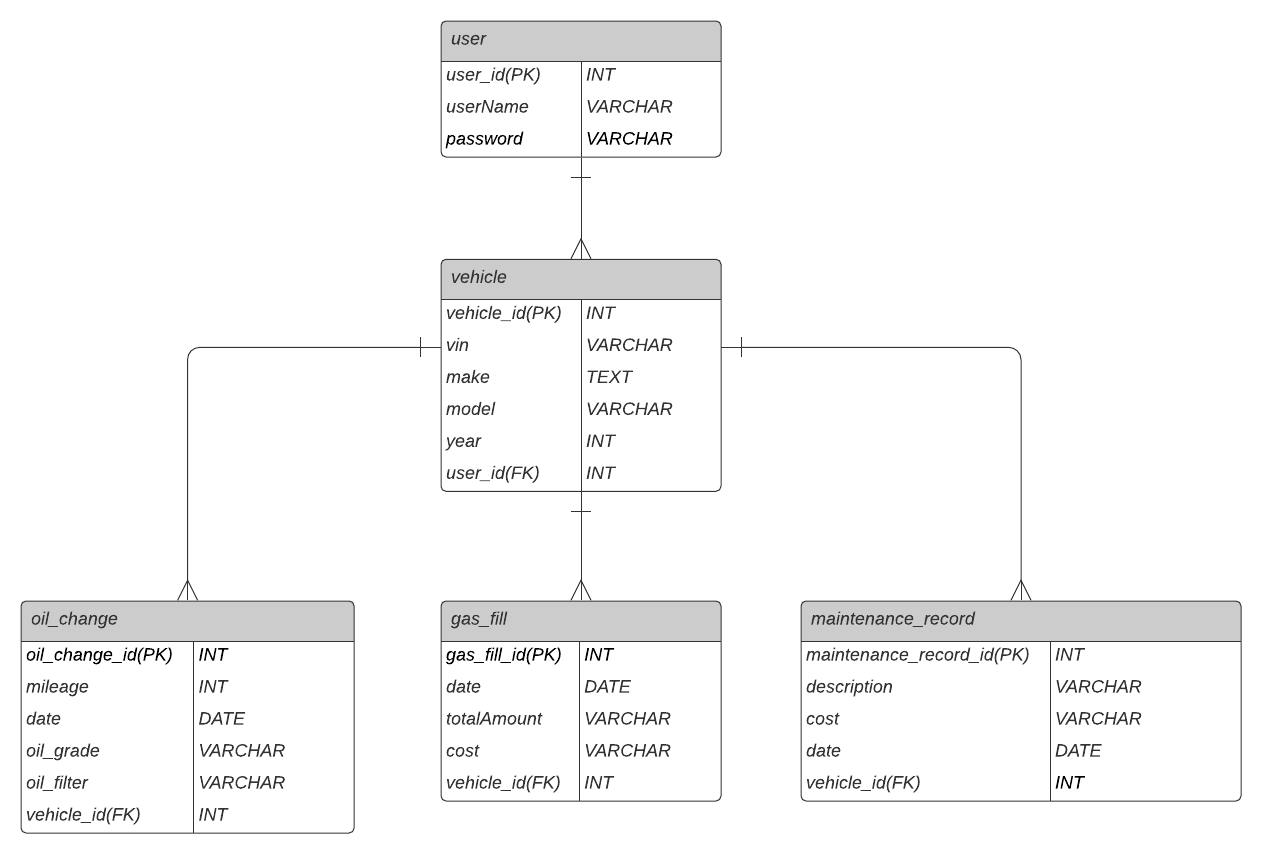 user
user_id(PK) INT
userName VARCHAR
password VARCHAR
vehicle
vehicle_id(PK) INT
vin VARCHAR
make TEXT
model VARCHAR
year INT
user_id(FK) INT
oil_change
oil_change_id(PK) INT
mileage INT
date DATE
oil_grade VARCHAR
oil_filter VARCHAR
vehicle_id(FK) INT
gas_fill
gas_fill_id(PK) INT
date DATE
totalAmount VARCHAR
cost VARCHAR
vehicle_id(FK) INT
maintenance_record
maintenance_record_id(PK) INT
description VARCHAR
cost VARCHAR
date DATE
vehicle_id(FK) INT